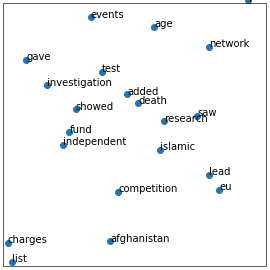 events
age
network
gave
test
investigation
added
death
showed
saw
research
fund
independent
islamic
lead
eu
competition
afghanistan
charges
list